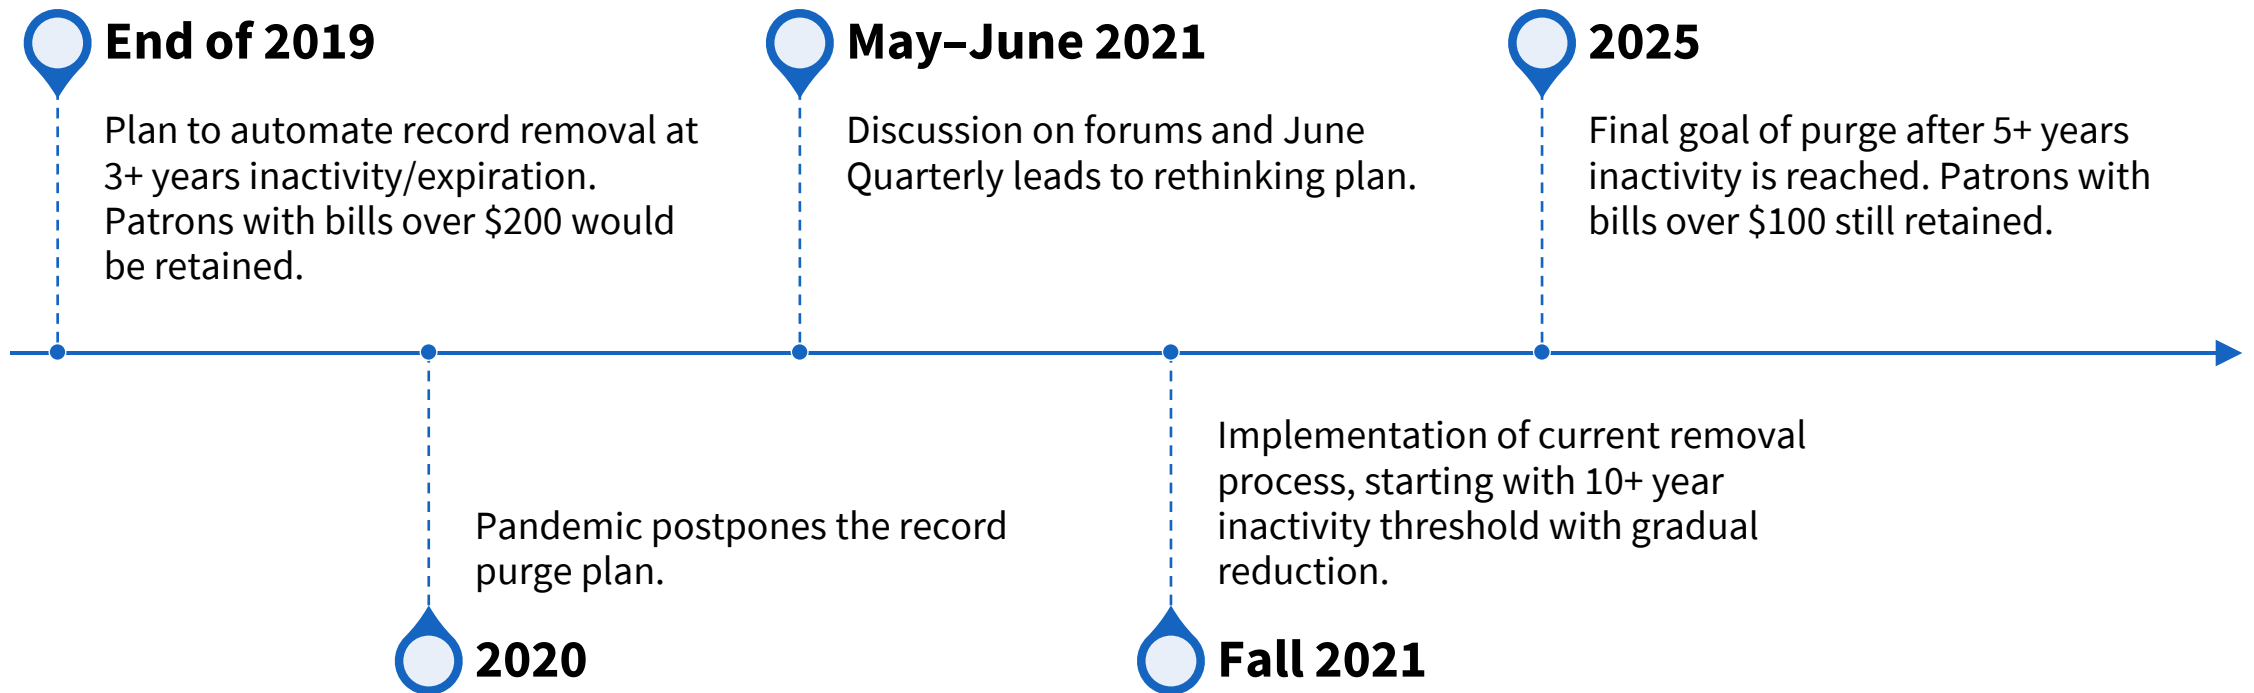 End of 2019
Plan to automate record removal at
3+ years inactivity/expiration.
Patrons with bills over $200 would
be retained.
Pandemic postpones the record
purge plan.
2020
May–June 2021
Discussion on forums and June
Quarterly leads to rethinking plan.
Implementation of current removal
process, starting with 10+ year
inactivity threshold with gradual
reduction.
Fall 2021
2025
Final goal of purge after 5+ years
inactivity is reached. Patrons with
bills over $100 still retained.